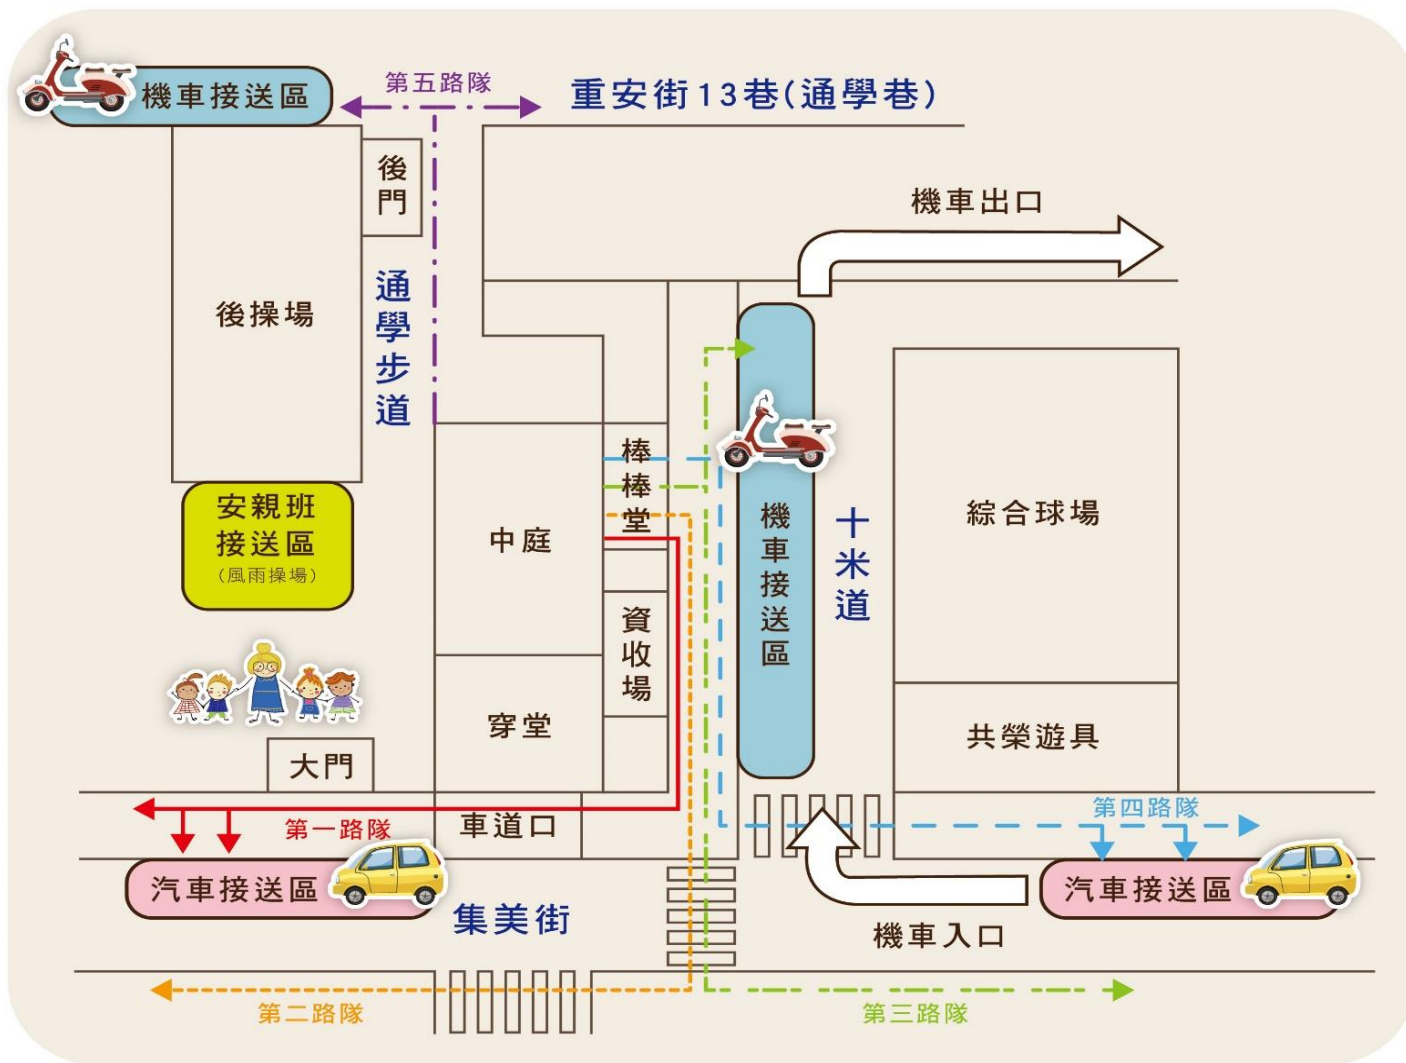 機車接送區
第五路隊
重安街13巷(通學巷)
後門
機車出口
後操場
通學步道
棒棒堂
安親班
接送區
(風雨操場)
中庭
機車接送區
十米道
綜合球場
資收場
穿堂
共榮遊具
大門
第一路隊
車道口
第四路隊
汽車接送區
集美街
汽車接送區
機車入口
第二路隊
第三路隊